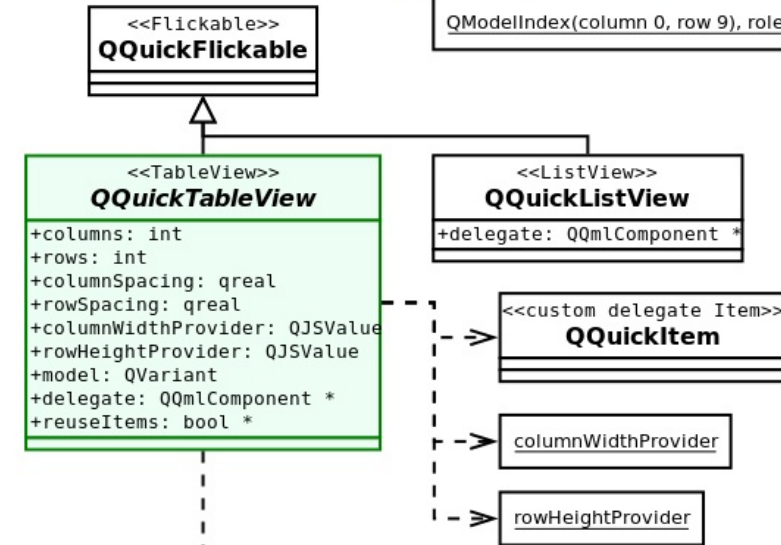 <<Flickable>>
QQuickFlickable
QModelIndex(column 0, row 9), role
<<TableView>>
QQuickTableView
+columns: int
+rows: int
+columnSpacing: qreal
+rowSpacing: qreal
+columnWidthProvider: QJSValue
+rowHeightProvider: QJSValue
+model: QVariant
+delegate: QQmlComponent *
+reuseItems: bool *
<<ListView>>
QQuickListView
+delegate: QQmlComponent *
<<custom delegate Item>>
QQuickItem
columnWidthProvider
rowHeightProvider